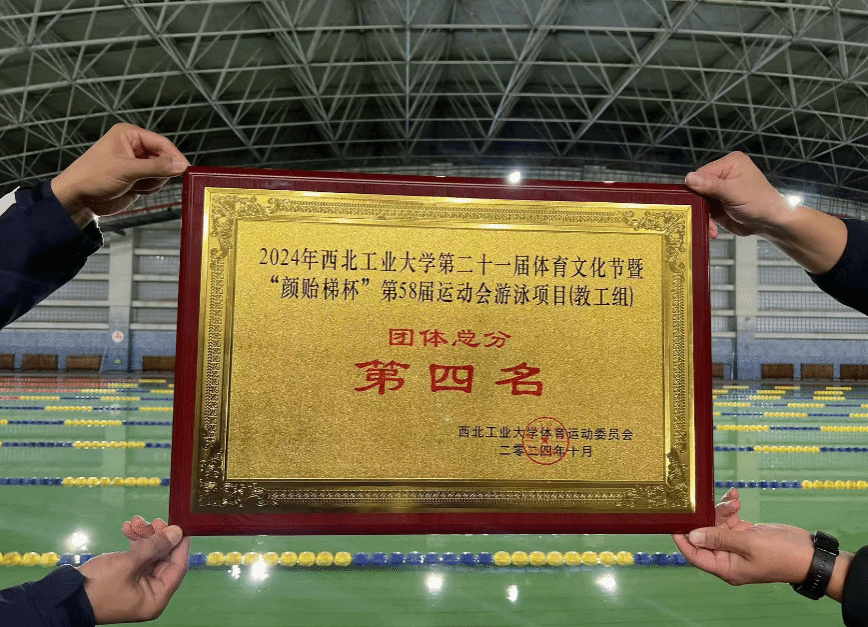 2024年西北工业大学第二十一届体育文化节暨
“颜贻梯杯”第58届运动会游泳项目(教工组)
团体总分
第四名
西北工业大学体育运动委员会
二零二四年十月